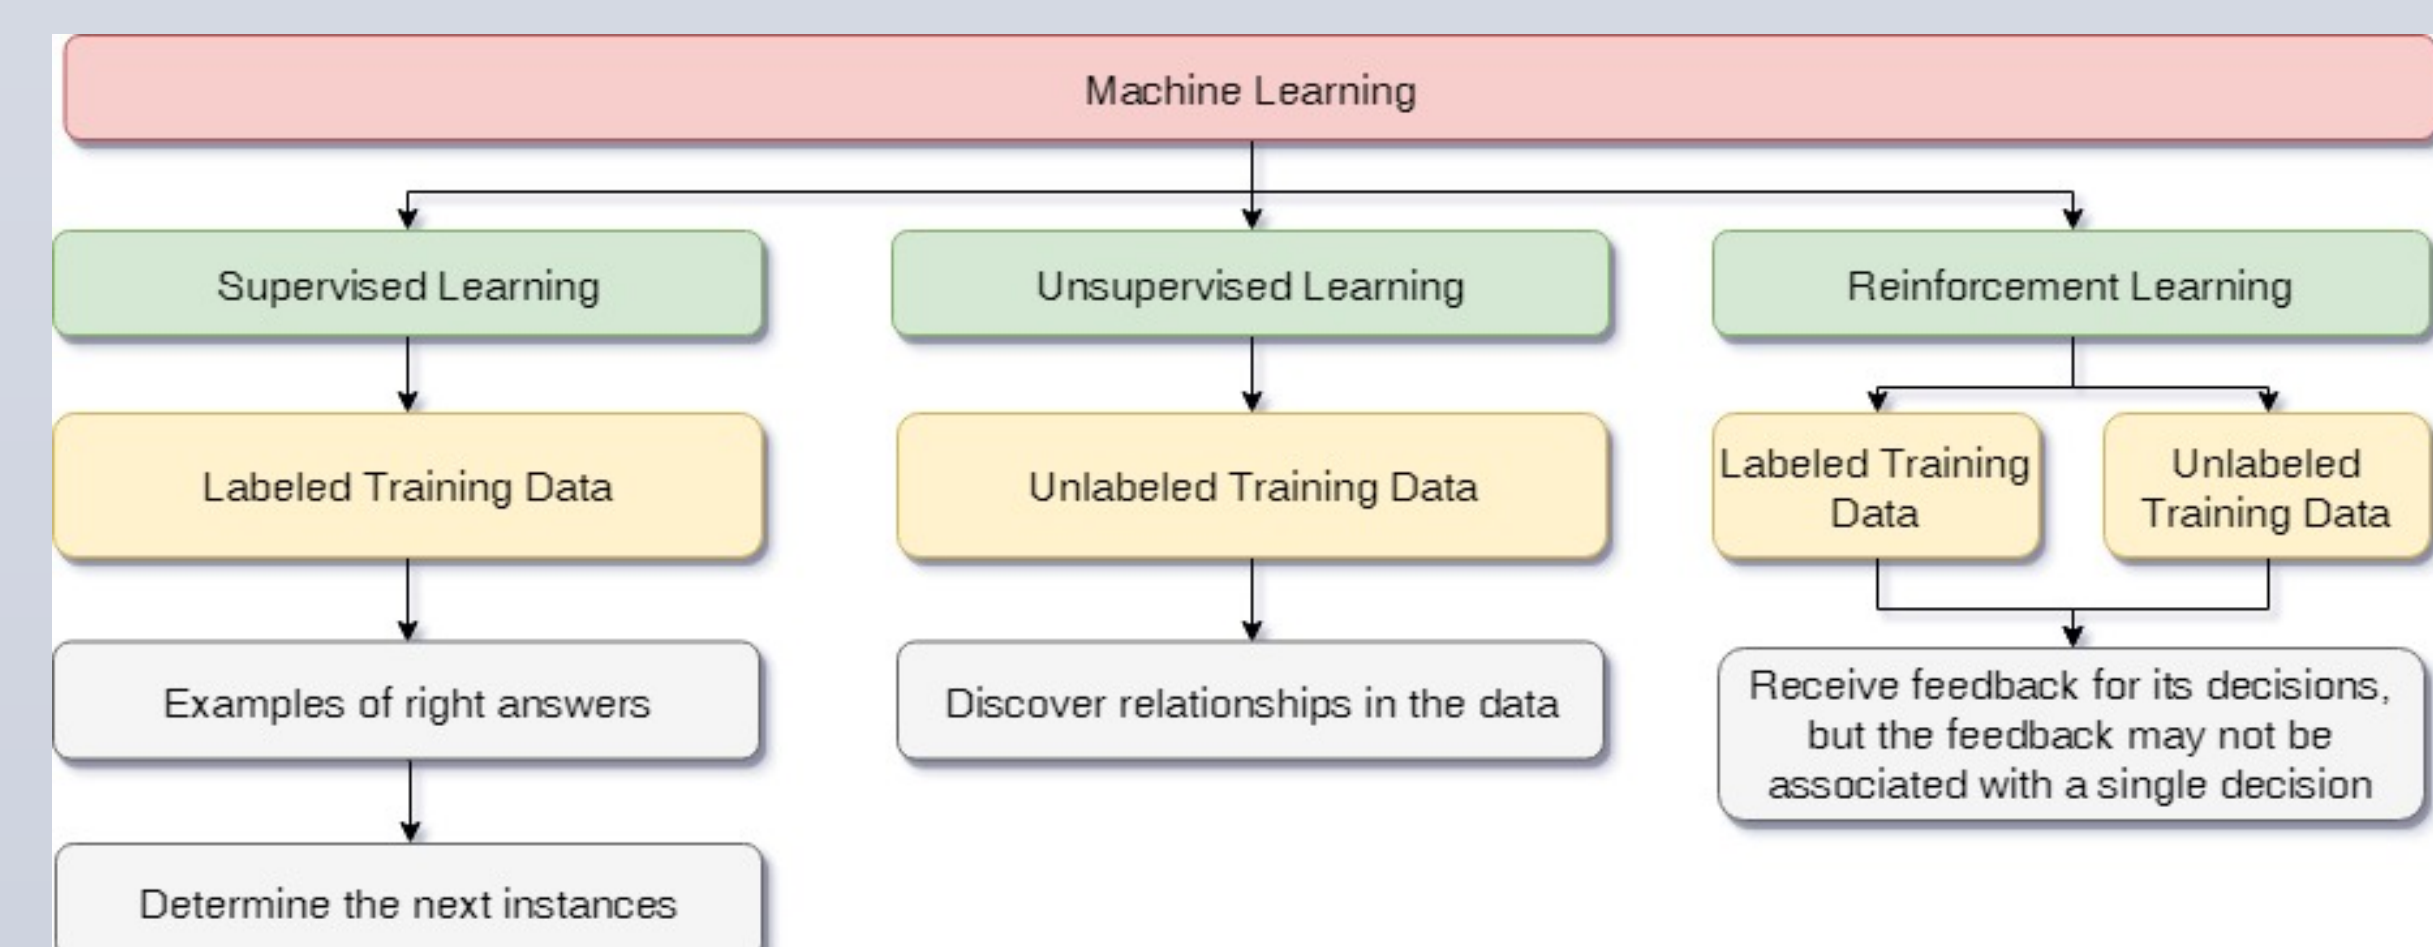 Machine Learning
Supervised Learning
Unsupervised Learning
Reinforcement Learning
Labeled Training Data
Unlabeled Training Data
Labeled Training
Data
Unlabeled
Training Data
Examples of right answers
Discover relationships in the data
Receive feedback for its decisions,
but the feedback may not be
associated with a single decision
Determine the next instances